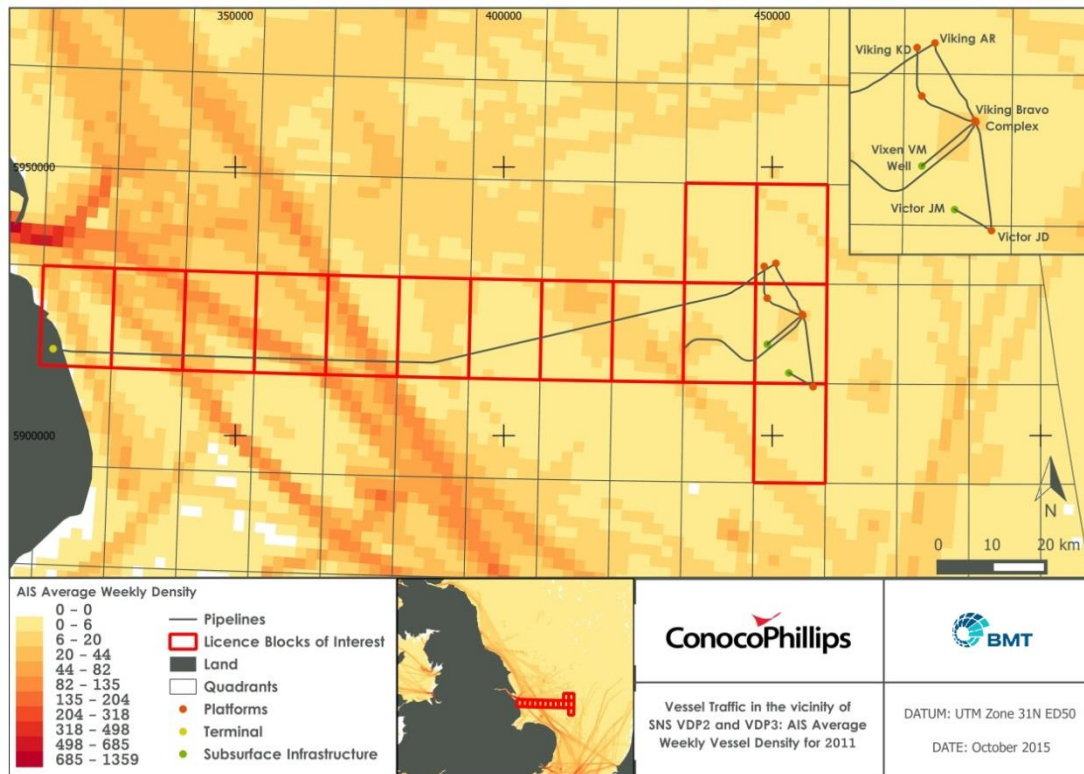 350000
400000
450000
5950000
5900000
Viking KD
Viking AR
Viking Bravo
Complex
Vixen VM
Well
Victor JM
Victor JD
N
0 10 20 km
AIS Average Weekly Density
0 - 0
0 - 6
6 - 20
20 - 44
44 - 82
82 - 135
135 - 204
204 - 318
318 - 498
498 - 685
685 - 1359
Pipelines
Licence Blocks of Interest
Land
Quadrants
Platforms
Terminal
Subsurface Infrastructure
ConocoPhillips
BMT
Vessel Traffic in the vicinity of
SNS VDP2 and VDP3: AIS Average
Weekly Vessel Density for 2011
DATUM: UTM Zone 31N ED50
DATE: October 2015